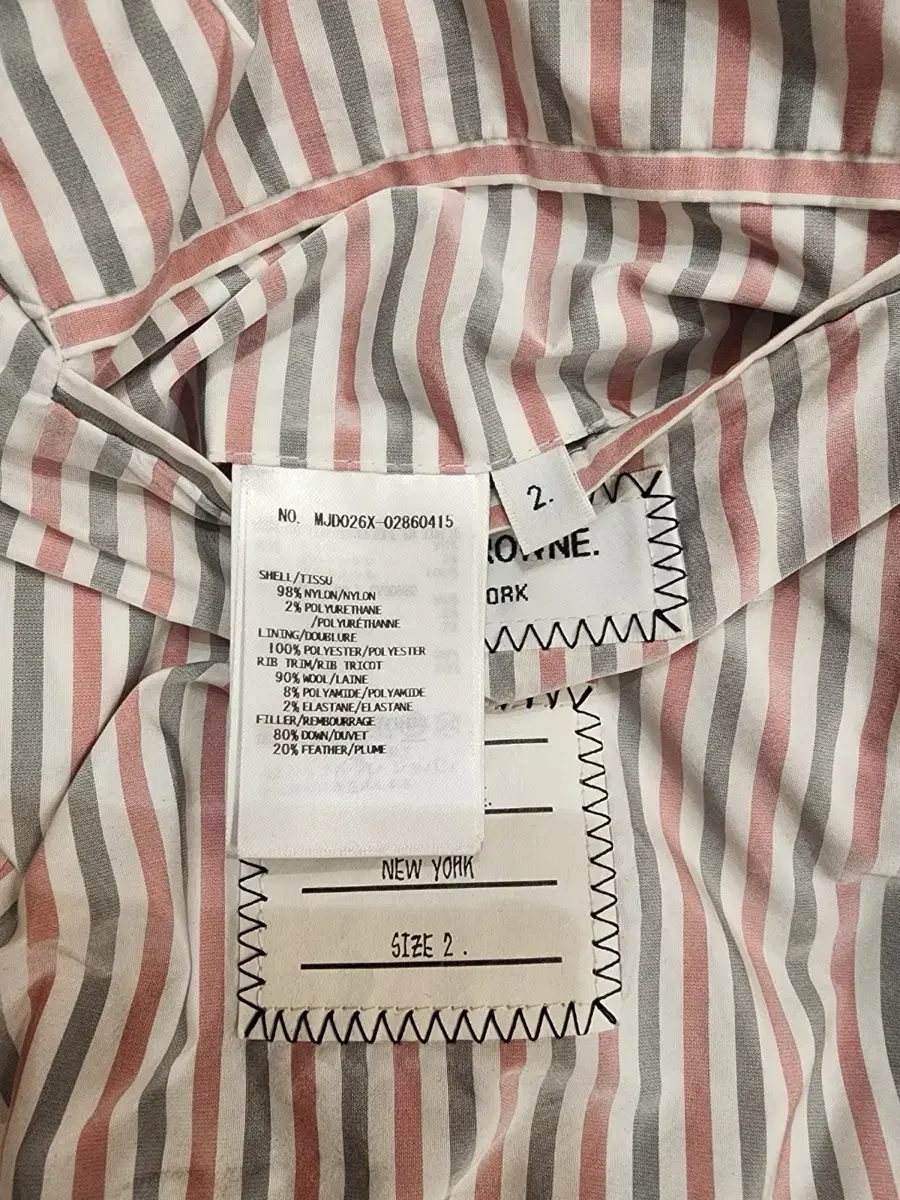 NO. MJD026X-02860415
SHELL/TISSU
98% NYLON/NYLON
2% POLYURETHANE
/POLYURÉTHANNE
LINING/DOUBLURE
100% POLYESTER/POLYESTER
RIB TRIM/RIB TRICOT
90% WOOL/LAINE
8% POLYAMIDE/POLYAMIDE
2% ELASTANE/ELASTANE
FILLER/REMBOURRAGE
80% DOWN/DUVET
20% FEATHER/PLUME
2.
ROWNE.
ORK
NEW YORK
SIZE 2 .